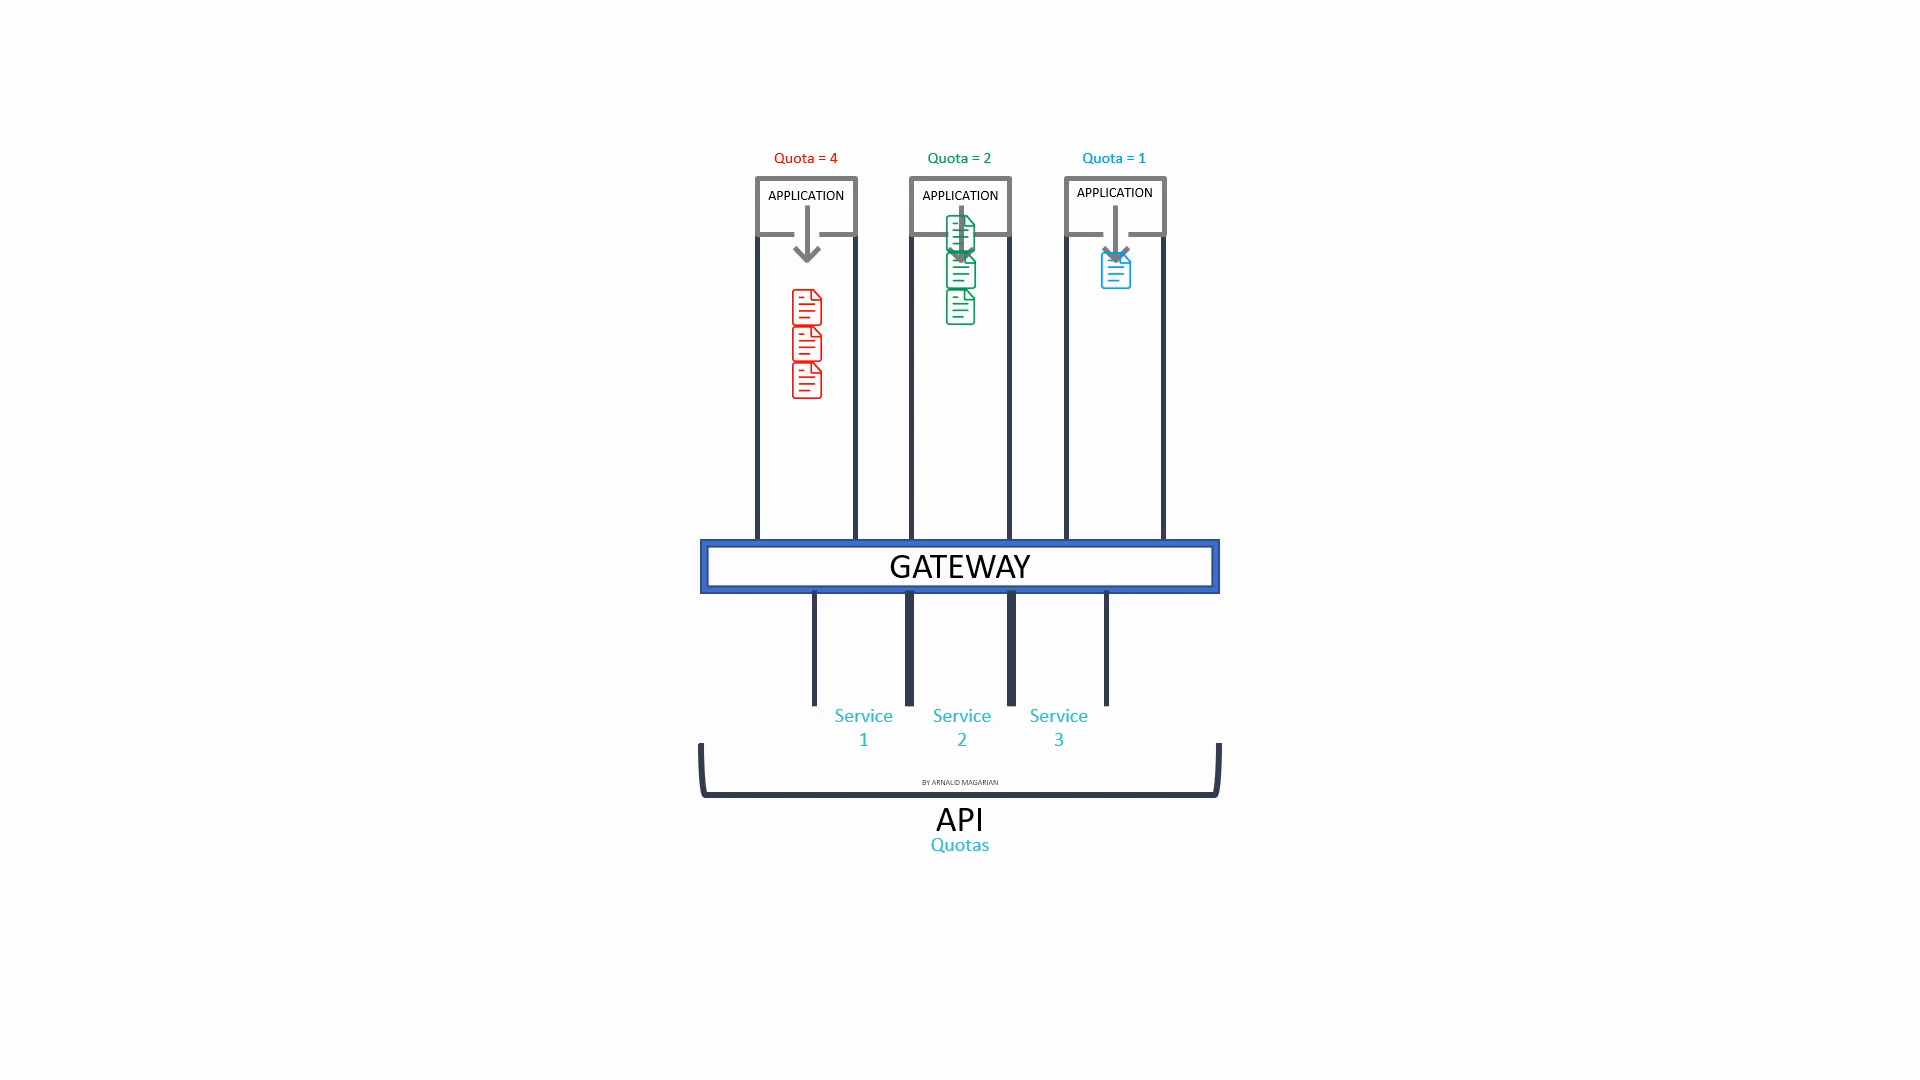 Quota = 4
Quota = 2
Quota = 1
APPLICATION
APPLICATION
APPLICATION
GATEWAY
Service
1
Service
2
Service
3
BY ARNAUD MAGARIAN
API
Quotas